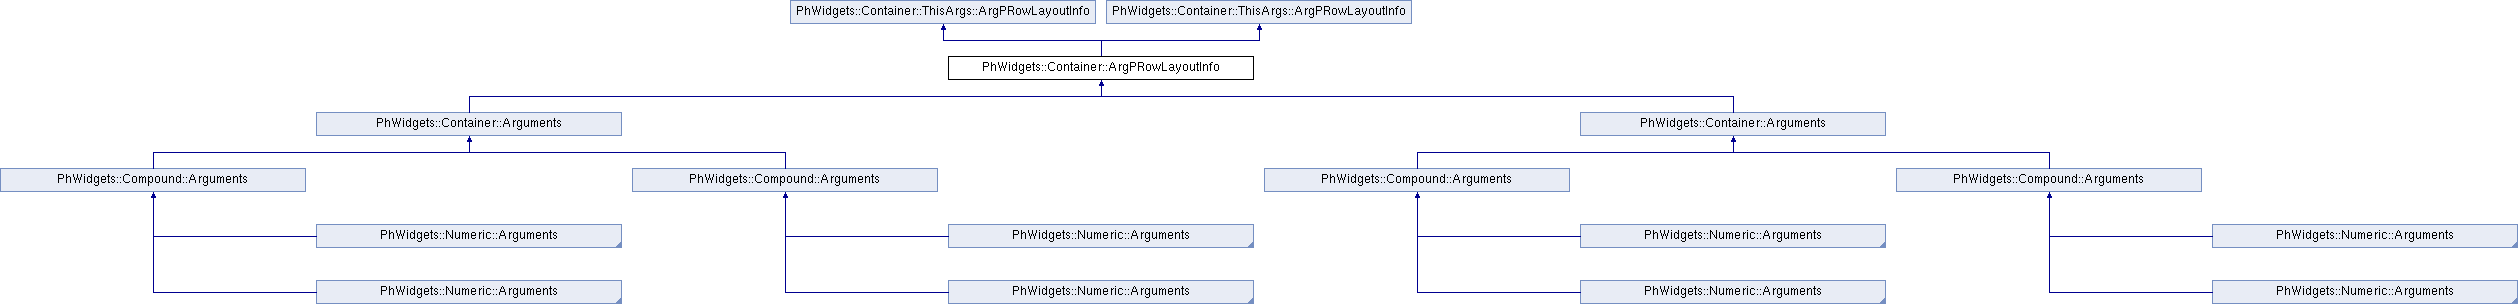 PhWidgets::Container::ThisArgs::ArgPRowLayoutInfo
PhWidgets::Container::ThisArgs::ArgPRowLayoutInfo
PhWidgets::Container::ArgPRowLayoutInfo
PhWidgets::Container::Arguments
PhWidgets::Container::Arguments
PhWidgets::Compound::Arguments
PhWidgets::Compound::Arguments
PhWidgets::Compound::Arguments
PhWidgets::Compound::Arguments
PhWidgets::Numeric::Arguments
PhWidgets::Numeric::Arguments
PhWidgets::Numeric::Arguments
PhWidgets::Numeric::Arguments
PhWidgets::Numeric::Arguments
PhWidgets::Numeric::Arguments
PhWidgets::Numeric::Arguments
PhWidgets::Numeric::Arguments